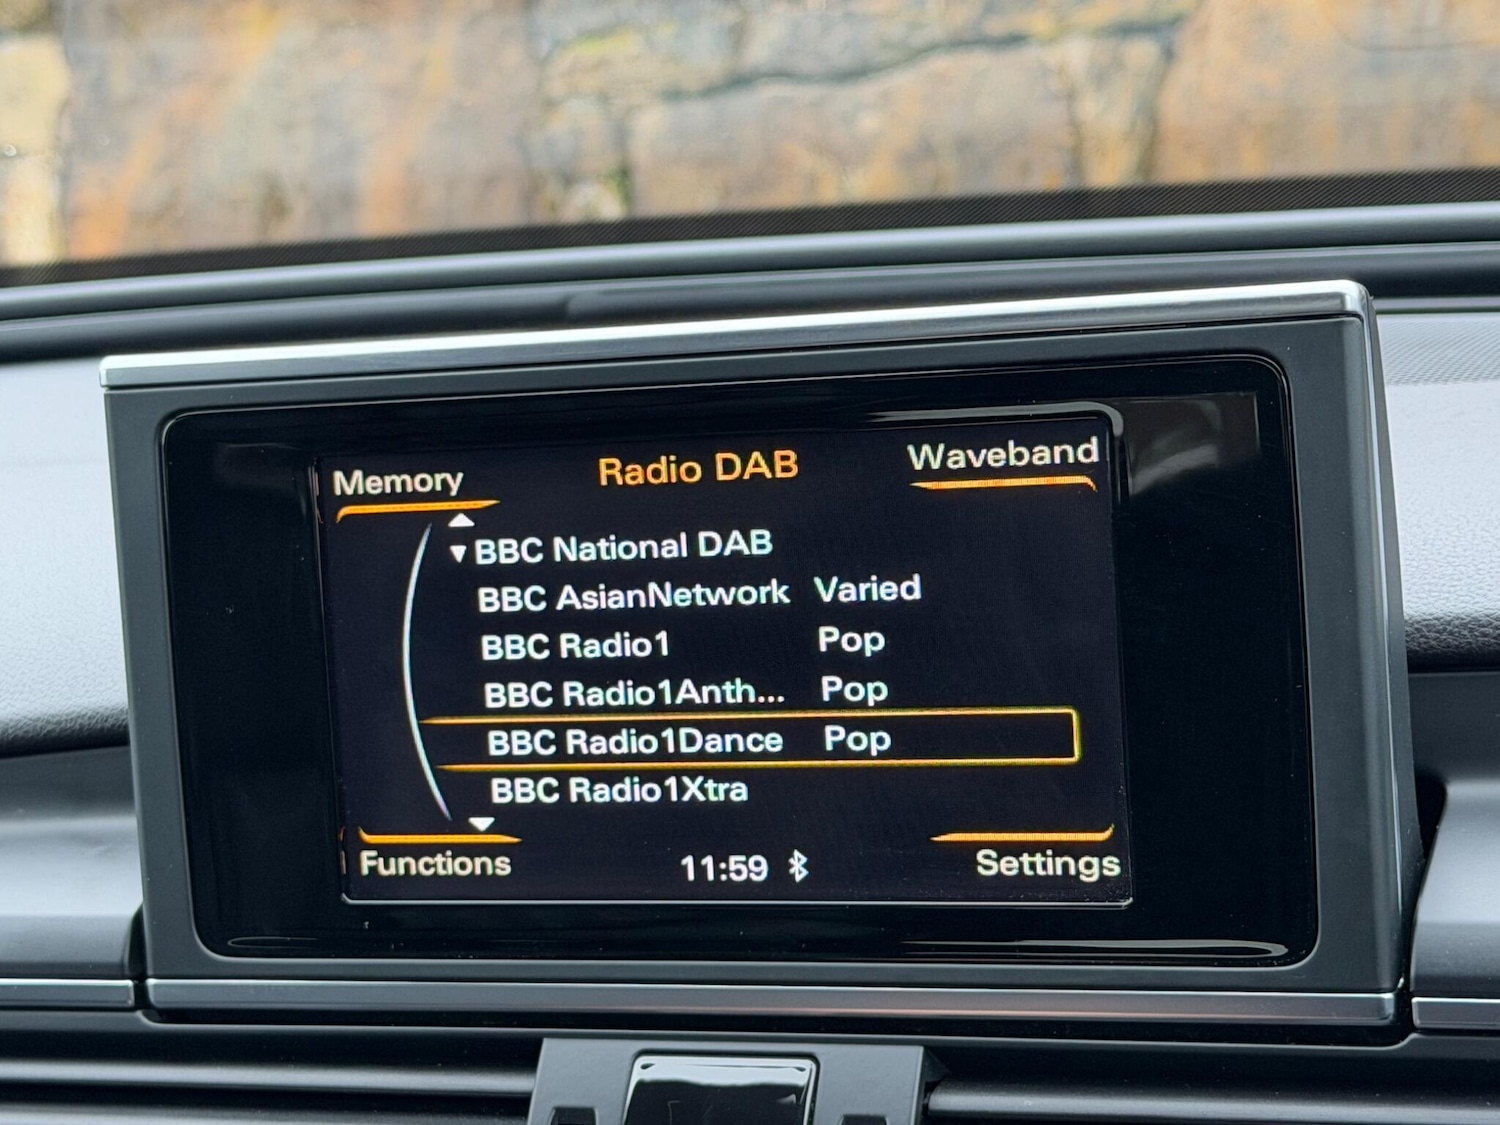 Memory
Radio DAB
Waveband
BBC National DAB
BBC AsianNetwork Varied
BBC Radio1 Pop
BBC Radio1Anth... Pop
BBC Radio1Dance Pop
BBC Radio1Xtra
Functions
11:59
Settings